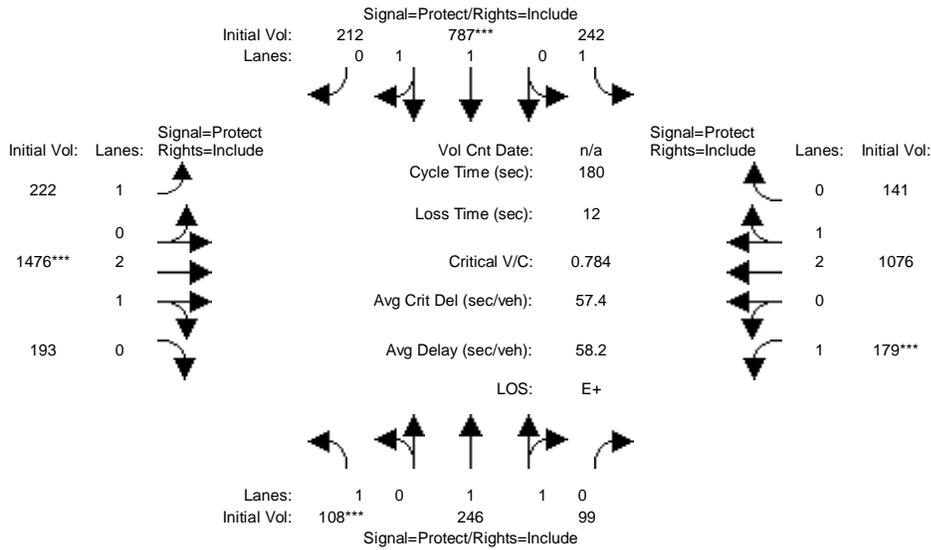 Signal=Protect/Rights=Include
Initial Vol: 212 787*** 242
Lanes: 0 1 1 0 1
Signal=Protect
Rights=Include
Initial Vol: Lanes:
222 1
0
1476*** 2
1
193 0
Vol Cnt Date: n/a
Cycle Time (sec): 180
Loss Time (sec): 12
Critical V/C: 0.784
Avg Crit Del (sec/veh): 57.4
Avg Delay (sec/veh): 58.2
LOS: E+
Signal=Protect
Rights=Include
Lanes: Initial Vol:
0 141
1
2 1076
0
1 179***
Lanes: 1 0 1 1 0
Initial Vol: 108*** 246 99
Signal=Protect/Rights=Include